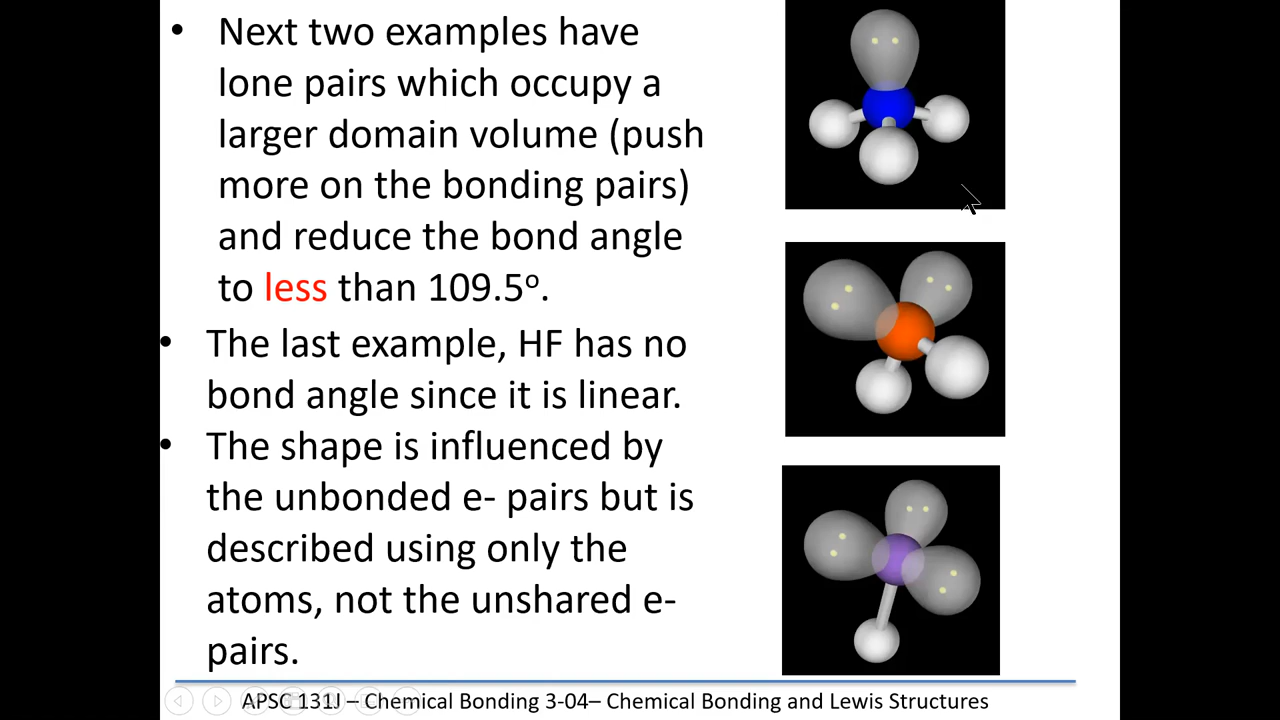 • Next two examples have
lone pairs which occupy a
larger domain volume (push
more on the bonding pairs)
and reduce the bond angle
to less than 109.5º.
• The last example, HF has no
bond angle since it is linear.
• The shape is influenced by
the unbonded e- pairs but is
described using only the
atoms, not the unshared e-
pairs.
APSC 131J – Chemical Bonding 3-04– Chemical Bonding and Lewis Structures